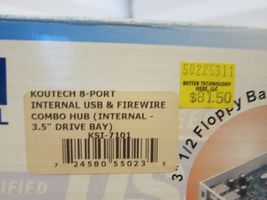 50225311
BETTER TECHNOLOGY
HERE, LLC
$81.50
KOUTECH 8-PORT
INTERNAL USB & FIREWIRE
COMBO HUB (INTERNAL -
3.5" DRIVE BAY)
KSI-7101
7 24580 55023 5
3 1/2 Floppy Ba
IFIED